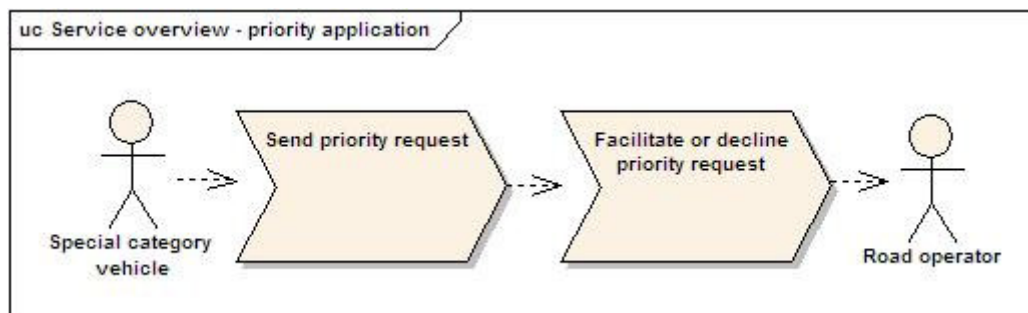 uc Service overview - priority application
Send priority request
Facilitate or decline
priority request
Special category
vehicle
Road operator